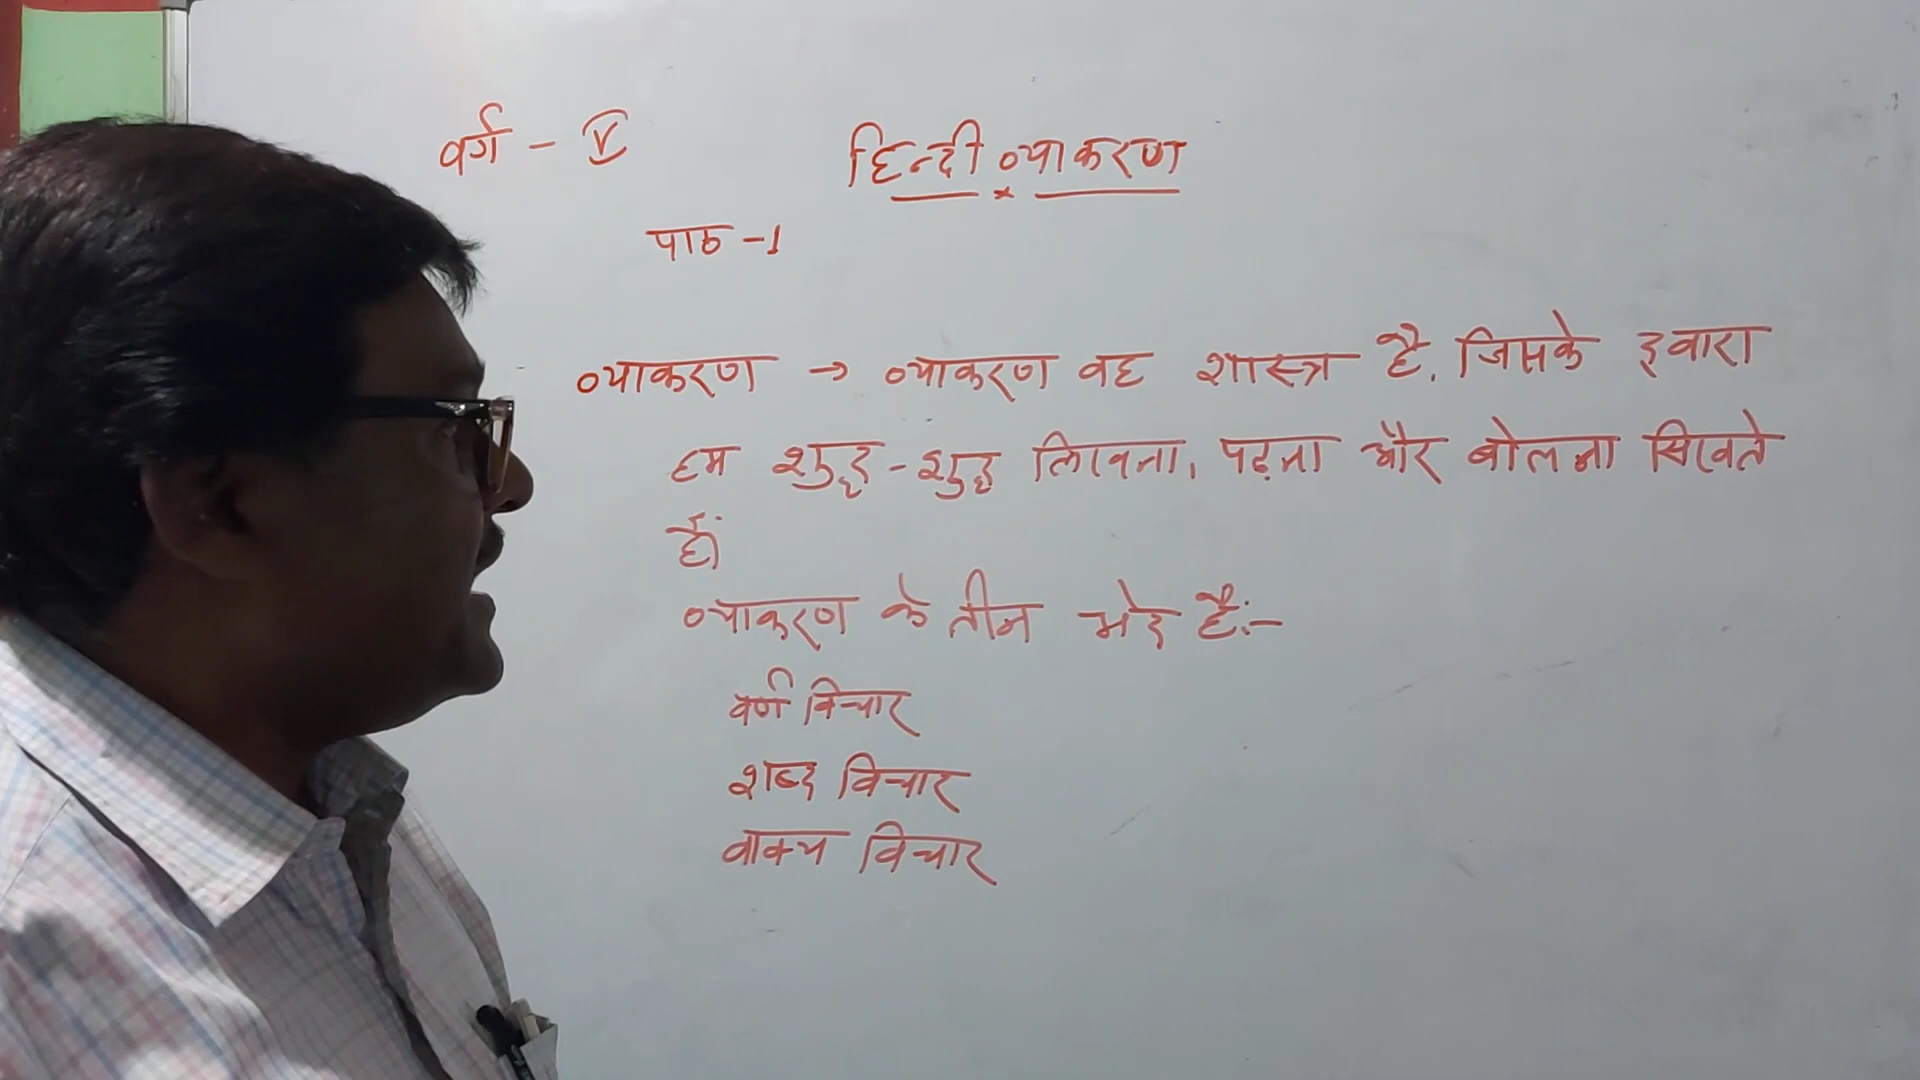 वर्ग - V
हिन्दी व्याकरण
पाठ -1
व्याकरण → व्याकरण वह शास्त्र है, जिसके द्वारा
हम शुद्ध-शुद्ध लिखना, पढ़ना और बोलना सिखते
हैं।
व्याकरण के तीन भेद हैं:-
वर्ण विचार
शब्द विचार
वाक्य विचार